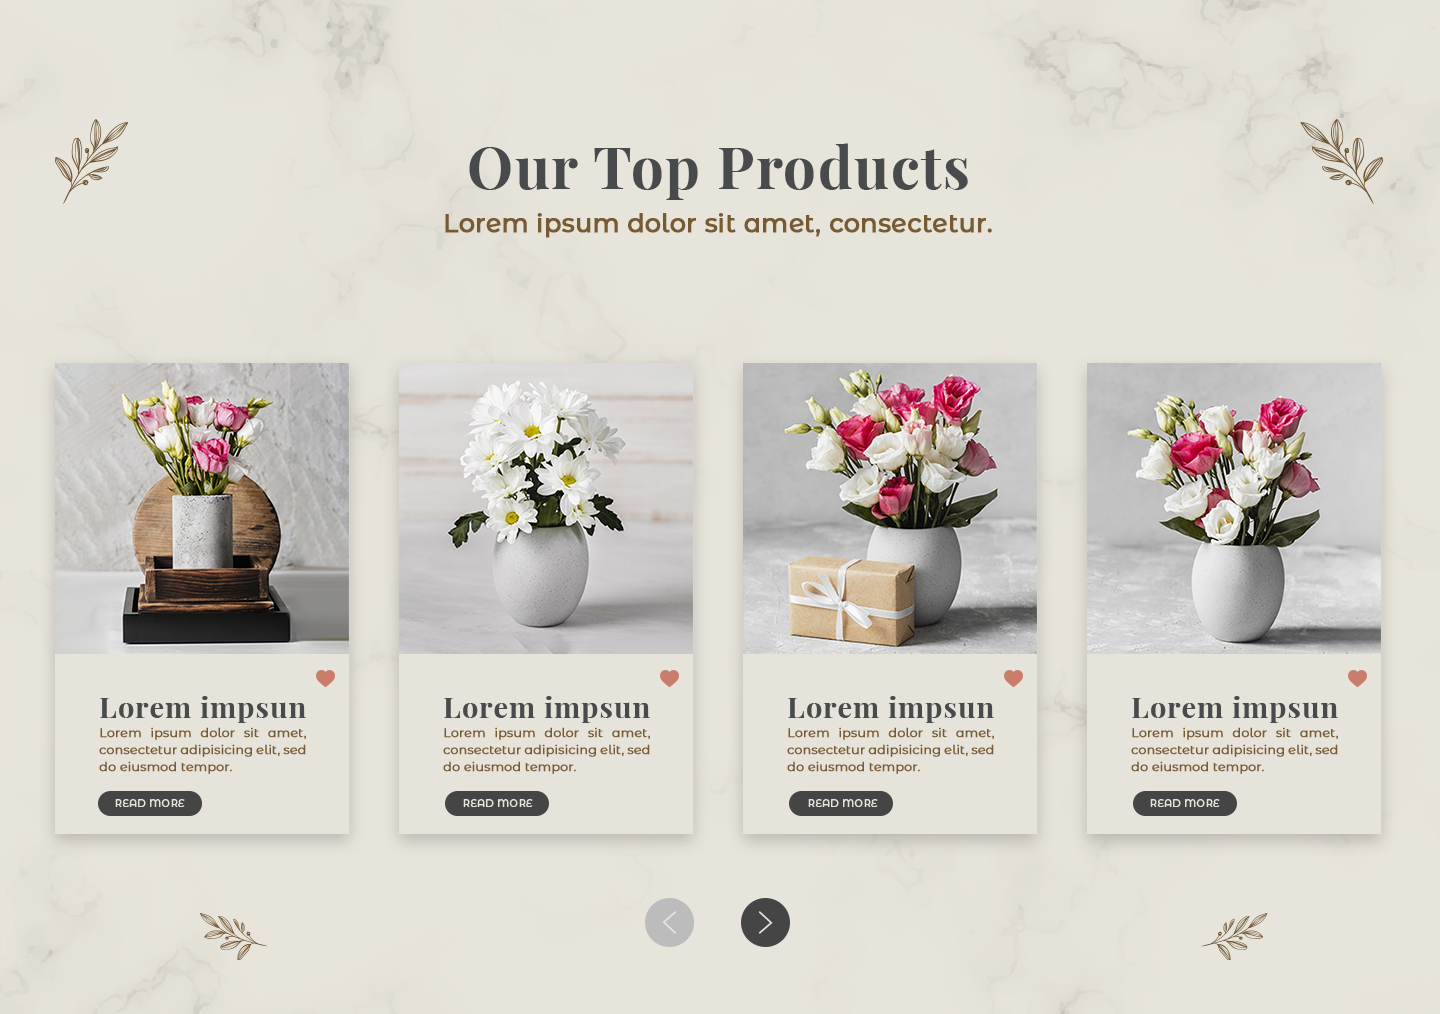 Our Top Products
Lorem ipsum dolor sit amet, consectetur.
Lorem impsun
Lorem ipsum dolor sit amet,
consectetur adipisicing elit, sed
do eiusmod tempor.
READ MORE
Lorem impsun
Lorem ipsum dolor sit amet,
consectetur adipisicing elit, sed
do eiusmod tempor.
READ MORE
Lorem impsun
Lorem ipsum dolor sit amet,
consectetur adipisicing elit, sed
do eiusmod tempor.
READ MORE
Lorem impsun
Lorem ipsum dolor sit amet,
consectetur adipisicing elit, sed
do eiusmod tempor.
READ MORE